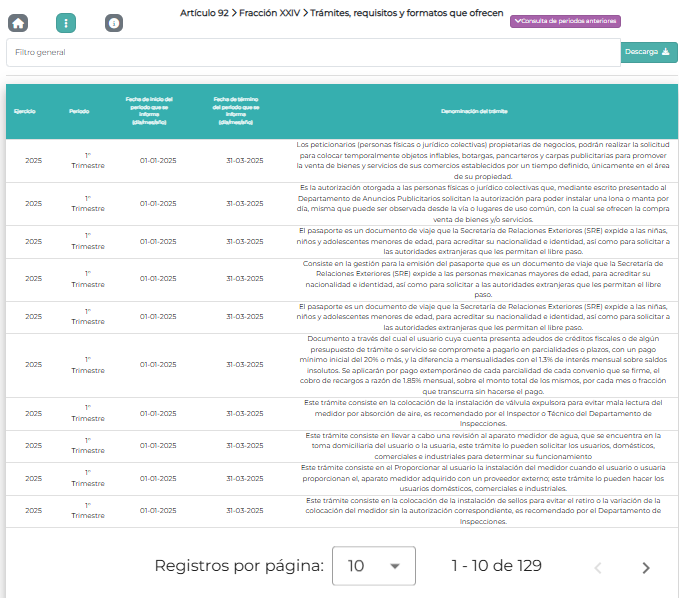 Artículo 92 > Fracción XXIV > Trámites, requisitos y formatos que ofrecen
Consulta de periodos anteriores
Filtro general
Descarga
Ejercicio
Periodo
Fecha de inicio del
periodo que se
informa
(día/mes/año)
Fecha de término
del periodo que se
informa
(día/mes/año)
Denominación del trámite
2025
1°
Trimestre
01-01-2025
31-03-2025
Los peticionarios (personas físicas o jurídico colectivas) propietarias de negocios, podrán realizar la solicitud
para colocar temporalmente objetos inflables, botargas, pancarteros y carpas publicitarias para promover
la venta de bienes y servicios de sus comercios establecidos por un tiempo definido, únicamente en el área
de su propiedad.
2025
1°
Trimestre
01-01-2025
31-03-2025
Es la autorización otorgada a las personas físicas o jurídico colectivas que, mediante escrito presentado al
Departamento de Anuncios Publicitarios solicitan la autorización para poder instalar una lona o manta por
día, misma que puede ser observada desde la vía o lugares de uso común, con la cual se ofrecen la compra
venta de bienes y/o servicios.
2025
1°
Trimestre
01-01-2025
31-03-2025
El pasaporte es un documento de viaje que la Secretaría de Relaciones Exteriores (SRE) expide a las niñas,
niños y adolescentes menores de edad, para acreditar su nacionalidad e identidad, así como para solicitar a
las autoridades extranjeras que les permitan el libre paso.
2025
1°
Trimestre
01-01-2025
31-03-2025
Consiste en la gestión para la emisión del pasaporte que es un documento de viaje que la Secretaría de
Relaciones Exteriores (SRE) expide a las personas mexicanas mayores de edad, para acreditar su
nacionalidad e identidad, así como para solicitar a las autoridades extranjeras que les permitan el libre
paso.
2025
1°
Trimestre
01-01-2025
31-03-2025
El pasaporte es un documento de viaje que la Secretaría de Relaciones Exteriores (SRE) expide a las niñas,
niños y adolescentes menores de edad, para acreditar su nacionalidad e identidad, así como para solicitar a
las autoridades extranjeras que les permitan el libre paso.
2025
1°
Trimestre
01-01-2025
31-03-2025
Documento a través del cual el usuario cuya cuenta presenta adeudos de créditos fiscales o de algún
presupuesto de trámite o servicio se compromete a pagarlo en parcialidades o plazos, con un pago
mínimo inicial del 20% o más, y la diferencia a mensualidades con el 1.3% de interés mensual sobre saldos
insolutos. Se aplicarán por pago extemporáneo de cada parcialidad de cada convenio que se firme, el
cobro de recargos a razón de 1.85% mensual, sobre el monto total de los mismos, por cada mes o fracción
que transcurra sin hacerse el pago.
2025
1°
Trimestre
01-01-2025
31-03-2025
Este trámite consiste en la colocación de la instalación de válvula expulsora para evitar mala lectura del
medidor por absorción de aire, es recomendado por el Inspector o Técnico del Departamento de
Inspecciones.
2025
1°
Trimestre
01-01-2025
31-03-2025
Este trámite consiste en llevar a cabo una revisión al aparato medidor de agua, que se encuentra en la
toma domiciliaria del usuario o la usuaria, este trámite lo pueden solicitar los usuarios, domésticos,
comerciales e industriales para determinar su funcionamiento
2025
1°
Trimestre
01-01-2025
31-03-2025
Este trámite consiste en el Proporcionar al usuario la instalación del medidor cuando el usuario o usuaria
proporcionan el, aparato medidor adquirido con un proveedor externo; este trámite lo pueden hacer los
usuarios domésticos, comerciales e industriales.
2025
1°
Trimestre
01-01-2025
31-03-2025
Este trámite consiste en la colocación de la instalación de sellos para evitar el retiro o la variación de la
colocación del medidor sin la autorización correspondiente, es recomendado por el Departamento de
Inspecciones.
Registros por página:
10
1 - 10 de 129